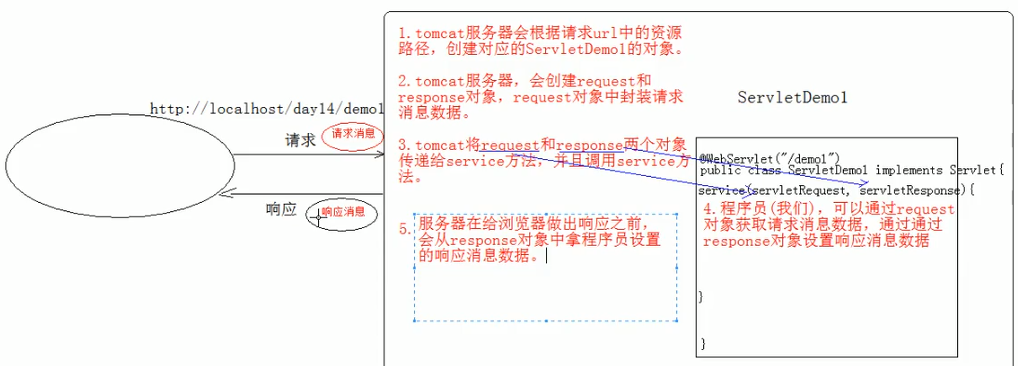 1.tomcat服务器会根据请求url中的资源
路径，创建对应的ServletDemo1的对象。
2.tomcat服务器，会创建request和
response对象，request对象中封装请求
消息数据。
http://localhost/day14/demo1
请求
请求消息
3.tomcat将request和response两个对象
传递给service方法，并且调用service方
法。
响应
响应消息
5.
服务器在给浏览器做出响应之前，
会从response对象中拿程序员设置
的响应消息数据。
ServletDemo1
@WebServlet("/demo1")
public class ServletDemo1 implements Servlet{
service(servletRequest, servletResponse){
4.程序员(我们)，可以通过request
对象获取请求消息数据，通过通过
response对象设置响应消息数据
}
}